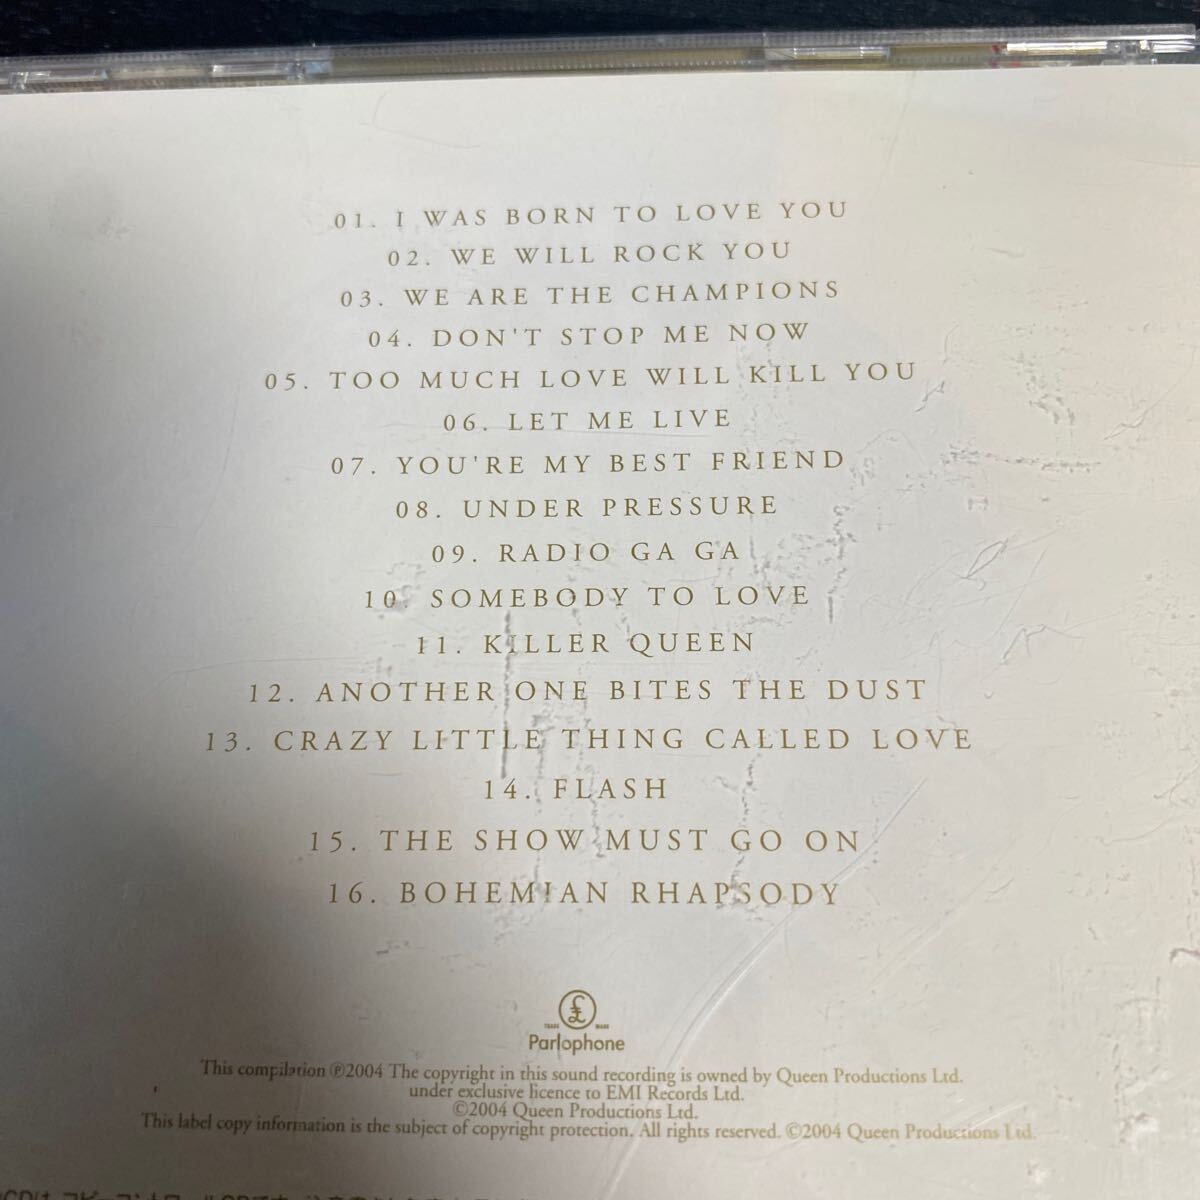 01. I WAS BORN TO LOVE YOU
02. WE WILL ROCK YOU
03. WE ARE THE CHAMPIONS
04. DON'T STOP ME NOW
05. TOO MUCH LOVE WILL KILL YOU
06. LET ME LIVE
07. YOU'RE MY BEST FRIEND
08. UNDER PRESSURE
09. RADIO GA GA
10. SOMEBODY TO LOVE
11. KILLER QUEEN
12. ANOTHER ONE BITES THE DUST
13. CRAZY LITTLE THING CALLED LOVE
14. FLASH
15. THE SHOW MUST GO ON
16. BOHEMIAN RHAPSODY
£
TRADE MARK
Parlophone
This compilation ℗2004 The copyright in this sound recording is owned by Queen Productions Ltd.
under exclusive licence to EMI Records Ltd.
©2004 Queen Productions Ltd.
This label copy information is the subject of copyright protection. All rights reserved. ©2004 Queen Productions Ltd.